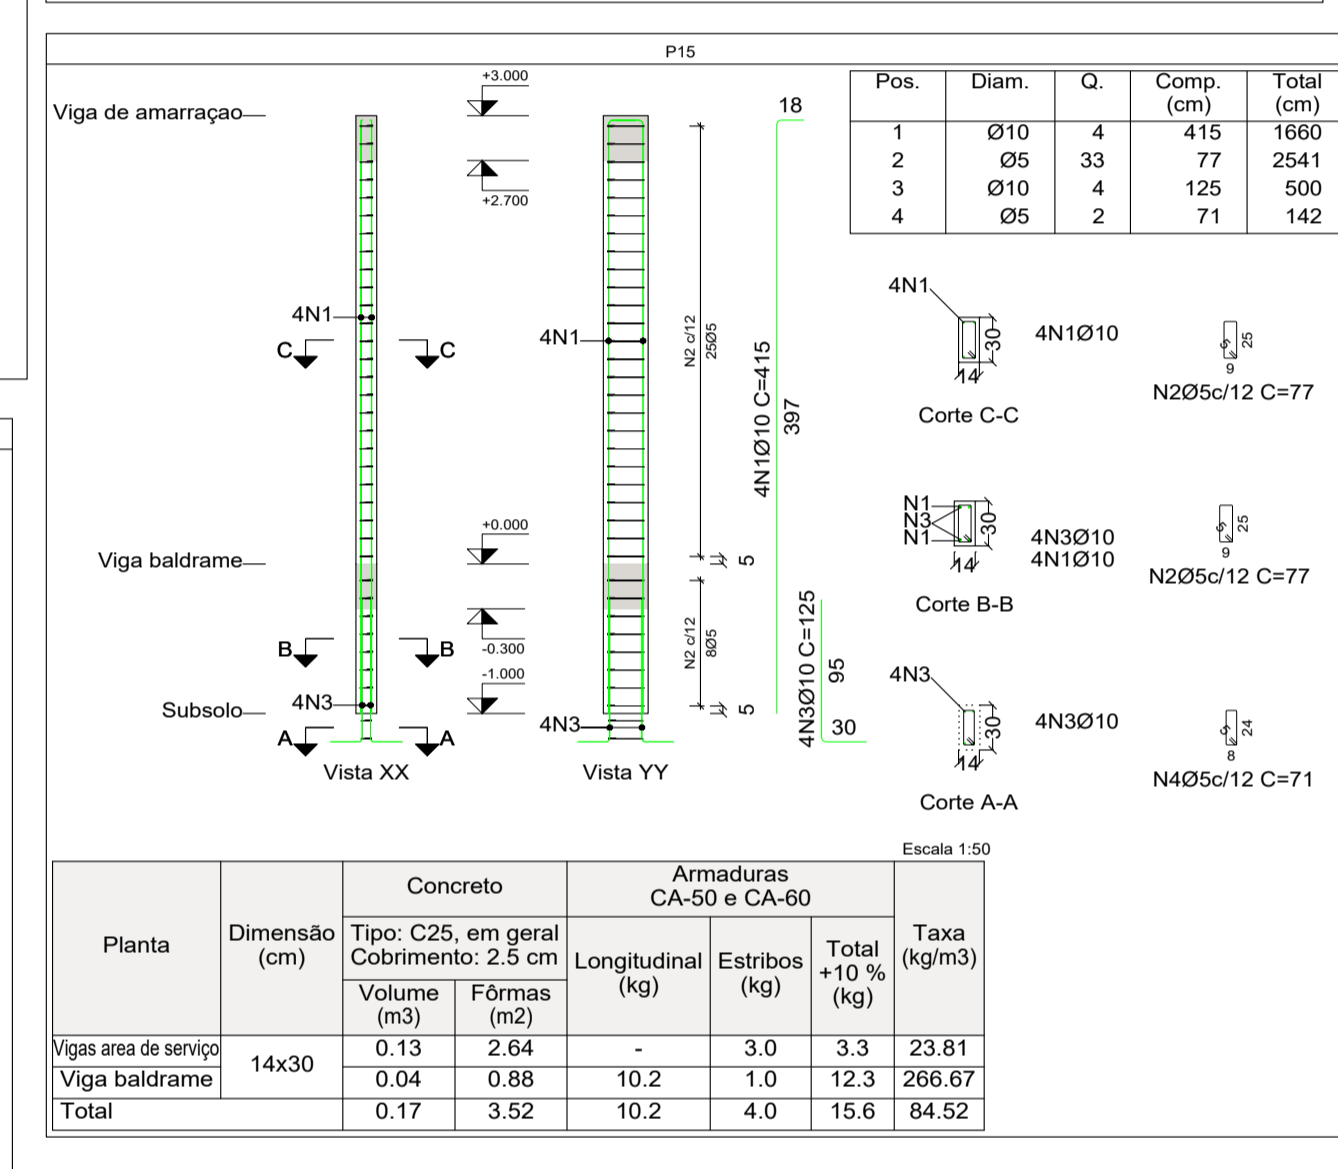 P15
Viga de amarraçao
+3.000
+2.700
4N1
C
C
Viga baldrame
+0.000
-0.300
B
B
-1.000
Subsolo
4N3
A
A
Vista XX
4N1
4N3
Vista YY
N2 c/12
25Ø5
5
N2 c/12
8Ø5
5
18
4N1Ø10 C=415
397
4N3Ø10 C=125
95
30
Pos. Diam. Q. Comp. (cm) Total (cm)
1 Ø10 4 415 1660
2 Ø5 33 77 2541
3 Ø10 4 125 500
4 Ø5 2 71 142
4N1
30
14
4N1Ø10
Corte C-C
5
25
9
N2Ø5c/12 C=77
N1
N3
N1
30
14
4N3Ø10
4N1Ø10
Corte B-B
5
25
9
N2Ø5c/12 C=77
4N3
30
14
4N3Ø10
Corte A-A
5
24
8
N4Ø5c/12 C=71
Escala 1:50
Planta
Dimensão
(cm)
Concreto
Tipo: C25, em geral
Cobrimento: 2.5 cm
Volume
(m3)
Fôrmas
(m2)
Armaduras
CA-50 e CA-60
Longitudinal
(kg)
Estribos
(kg)
Total
+10 %
(kg)
Taxa
(kg/m3)
Vigas area de serviço 14x30 0.13 2.64 - 3.0 3.3 23.81
Viga baldrame 0.04 0.88 10.2 1.0 12.3 266.67
Total 0.17 3.52 10.2 4.0 15.6 84.52